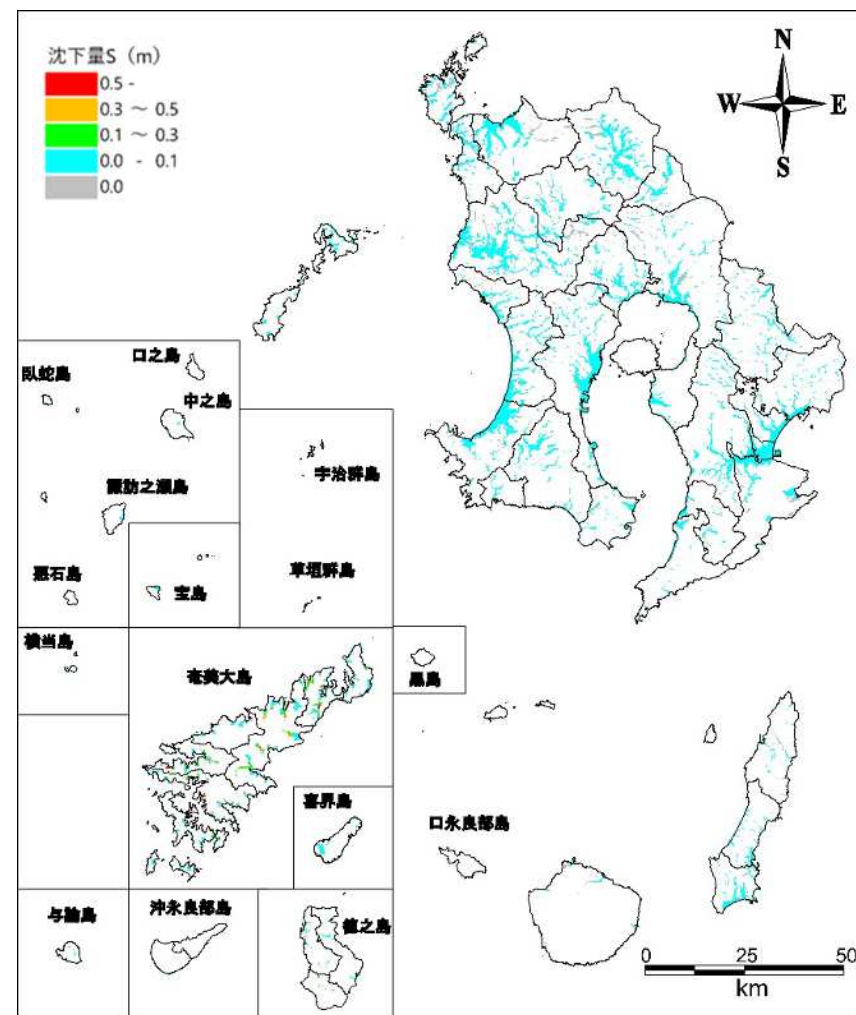 沈下量S（m）
0.5 -
0.3 ～ 0.5
0.1 ～ 0.3
0.0 - 0.1
0.0
N
W E
S
口之島
臥蛇島
中之島
宇治群島
諏訪之瀬島
悪石島
宝島
草垣群島
横当島
奄美大島
黒島
喜界島
口永良部島
与論島
沖永良部島
徳之島
0 25 50
km